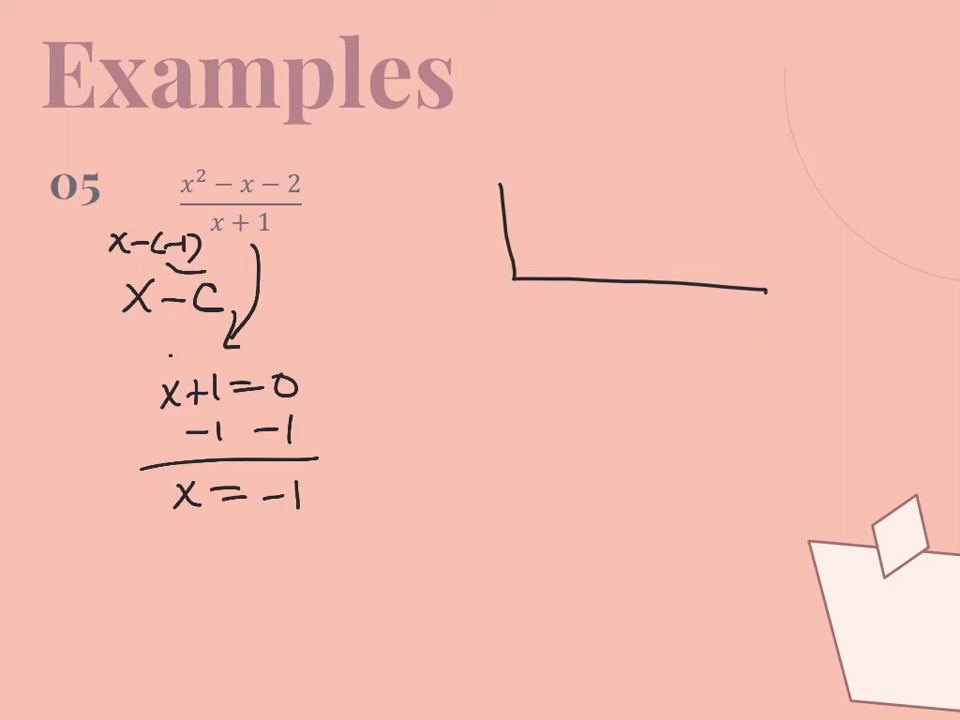 Examples
05
x² − x − 2
x + 1
x-(-1)
x-c
x+1=0
-1 -1
x=-1